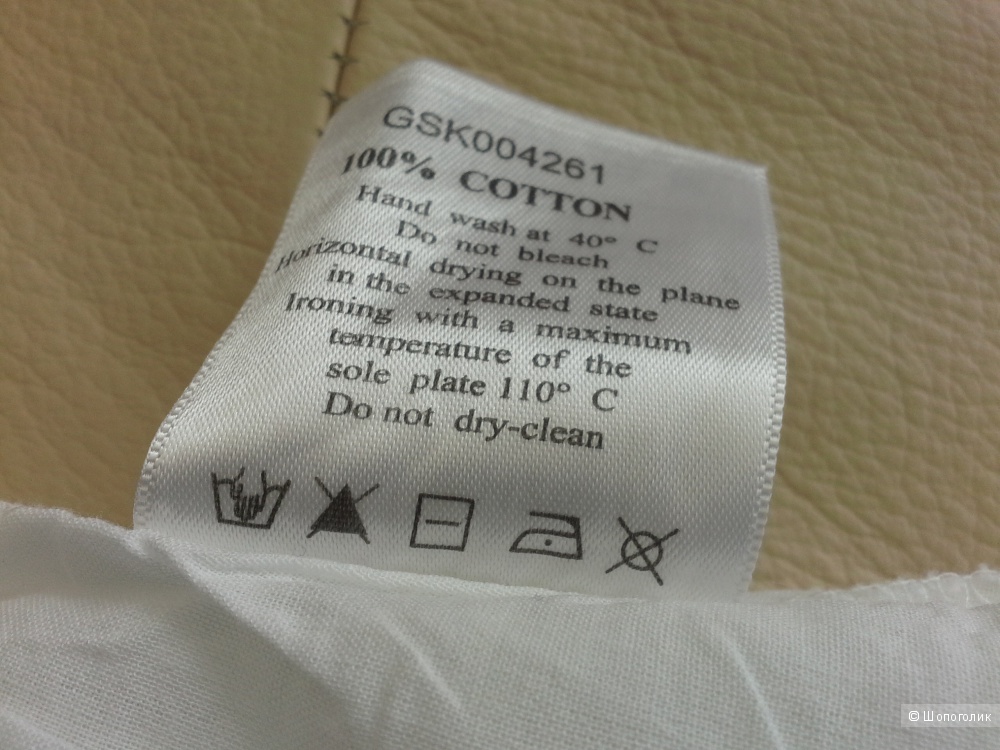 GSK004261
100% COTTON
Hand wash at 40° C
Do not bleach
Horizontal drying on the plane
in the expanded state
Ironing with a maximum
temperature of the
sole plate 110° C
Do not dry-clean
© Шопоголик